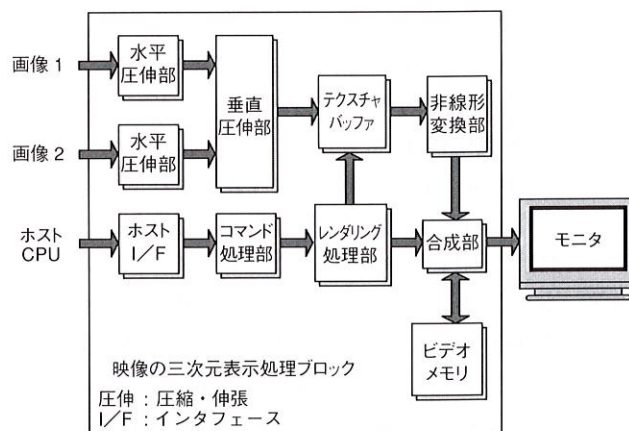 画像 1
水平
圧伸部
垂直
圧伸部
テクスチャ
バッファ
非線形
変換部
画像 2
水平
圧伸部
ホスト
CPU
ホスト
I/F
コマンド
処理部
レンダリング
処理部
合成部
モニタ
ビデオ
メモリ
映像の三次元表示処理ブロック
圧伸 : 圧縮・伸張
I/F : インタフェース